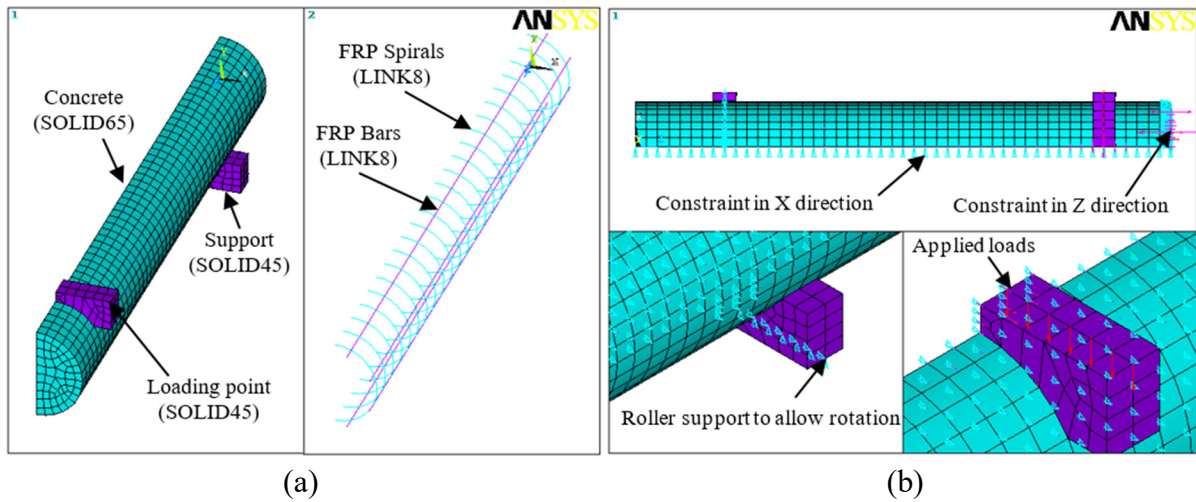 1
Concrete
(SOLID65)
Support
(SOLID45)
Loading point
(SOLID45)
2
ANSYS
FRP Spirals
(LINK8)
FRP Bars
(LINK8)
Y
X
(a)
1
ANSYS
Constraint in X direction
Constraint in Z direction
Roller support to allow rotation
Applied loads
(b)